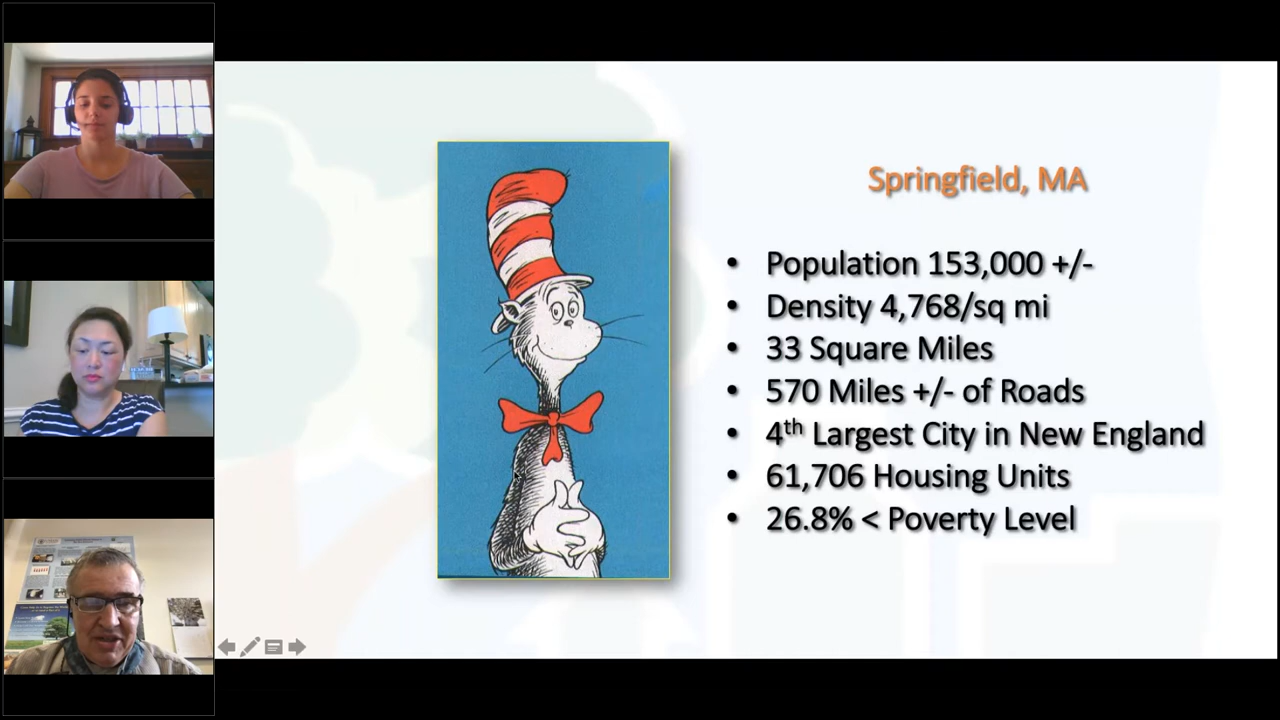 Springfield, MA
• Population 153,000 +/-
• Density 4,768/sq mi
• 33 Square Miles
• 570 Miles +/- of Roads
• 4th Largest City in New England
• 61,706 Housing Units
• 26.8% < Poverty Level